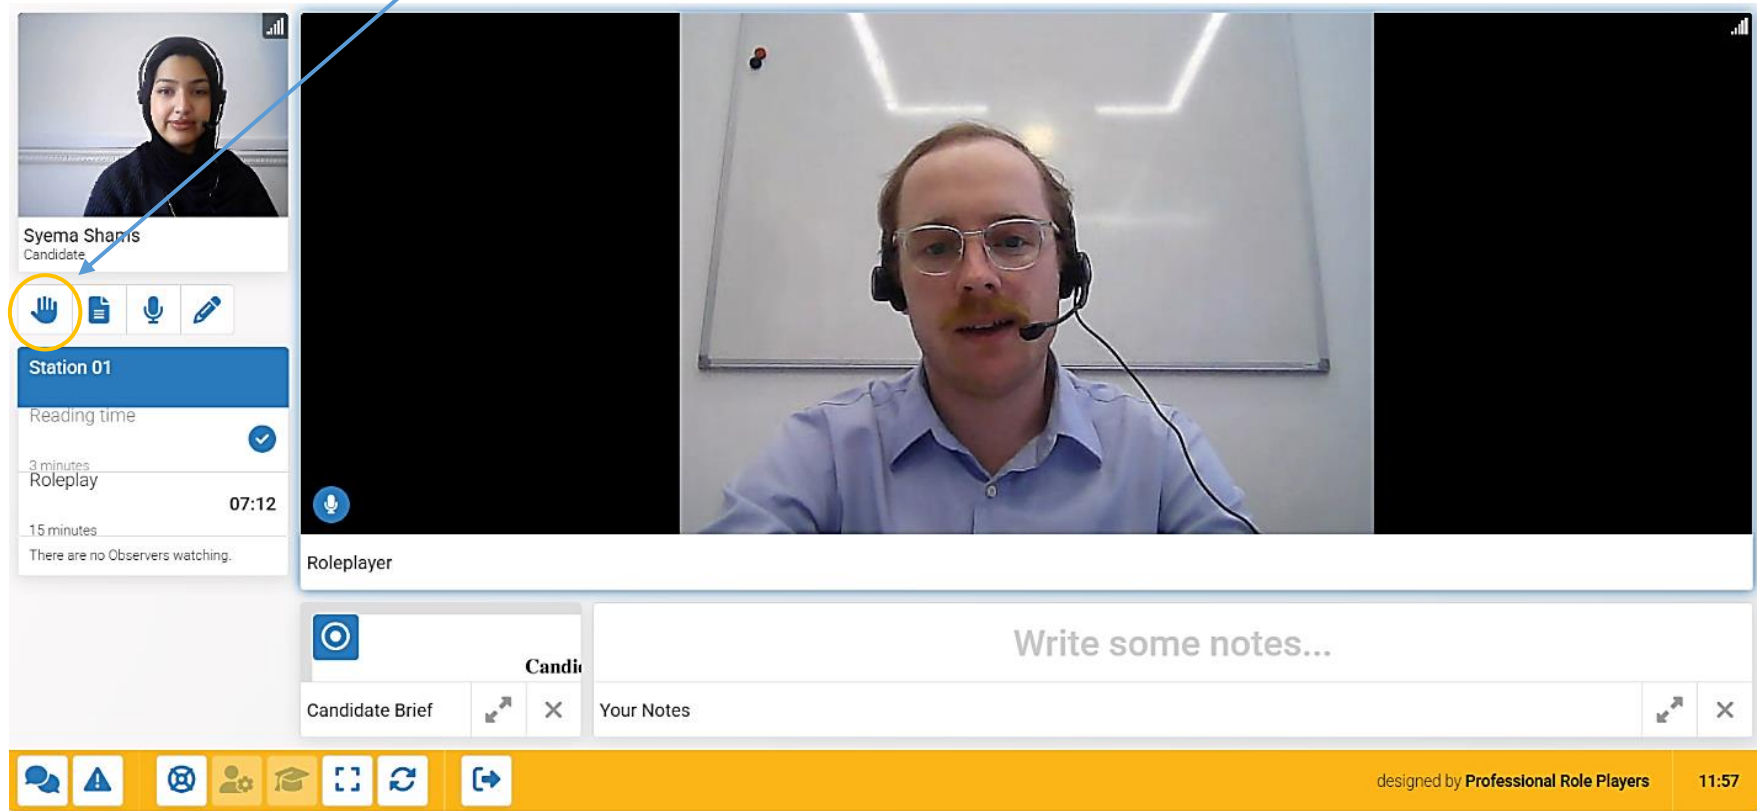 Syema Shams
Candidate
Station 01
Reading time
3 minutes
Roleplay
07:12
15 minutes
There are no Observers watching.
Roleplayer
Candi
Candidate Brief
Write some notes...
Your Notes
designed by Professional Role Players
11:57